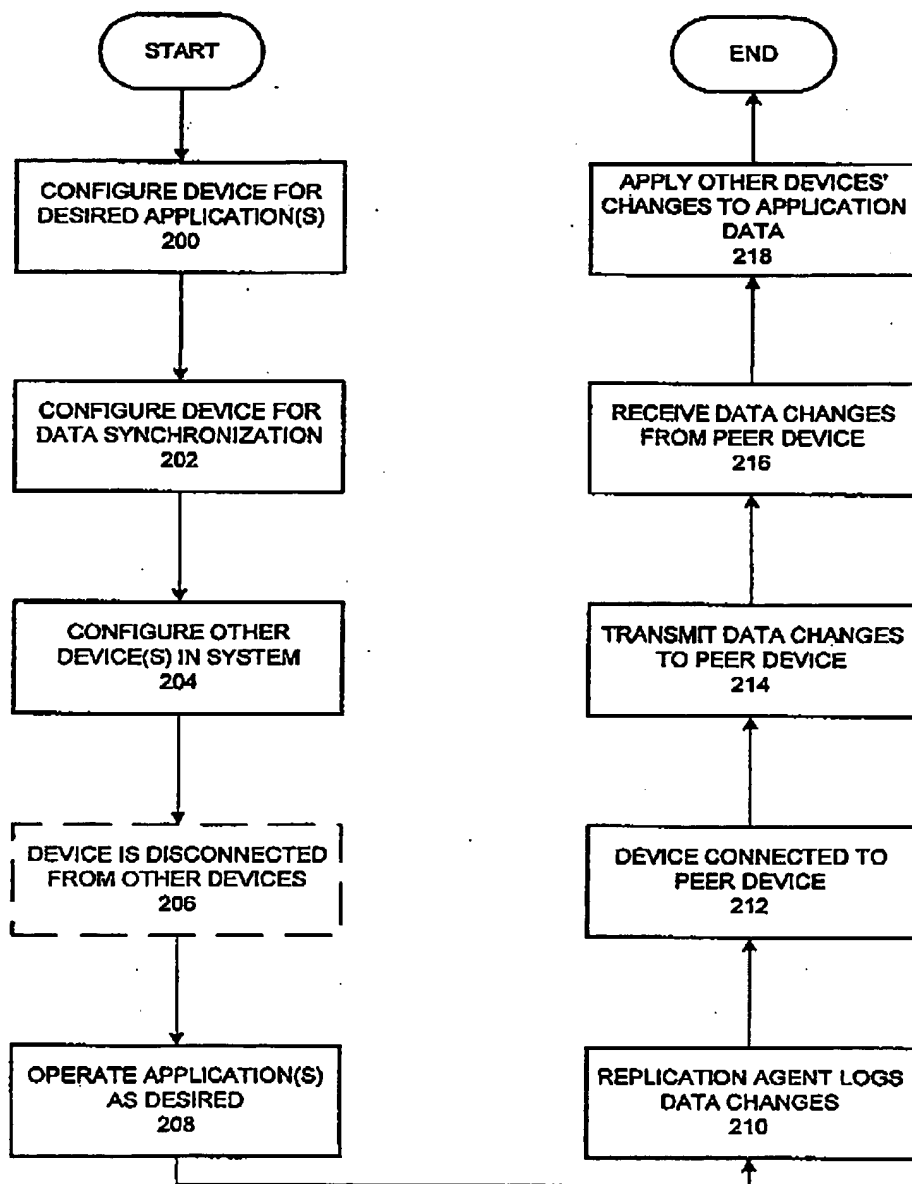 START
CONFIGURE DEVICE FOR
DESIRED APPLICATION(S)
200
CONFIGURE DEVICE FOR
DATA SYNCHRONIZATION
202
CONFIGURE OTHER
DEVICE(S) IN SYSTEM
204
DEVICE IS DISCONNECTED
FROM OTHER DEVICES
206
OPERATE APPLICATION(S)
AS DESIRED
208
REPLICATION AGENT LOGS
DATA CHANGES
210
DEVICE CONNECTED TO
PEER DEVICE
212
TRANSMIT DATA CHANGES
TO PEER DEVICE
214
RECEIVE DATA CHANGES
FROM PEER DEVICE
216
APPLY OTHER DEVICES'
CHANGES TO APPLICATION
DATA
218
END